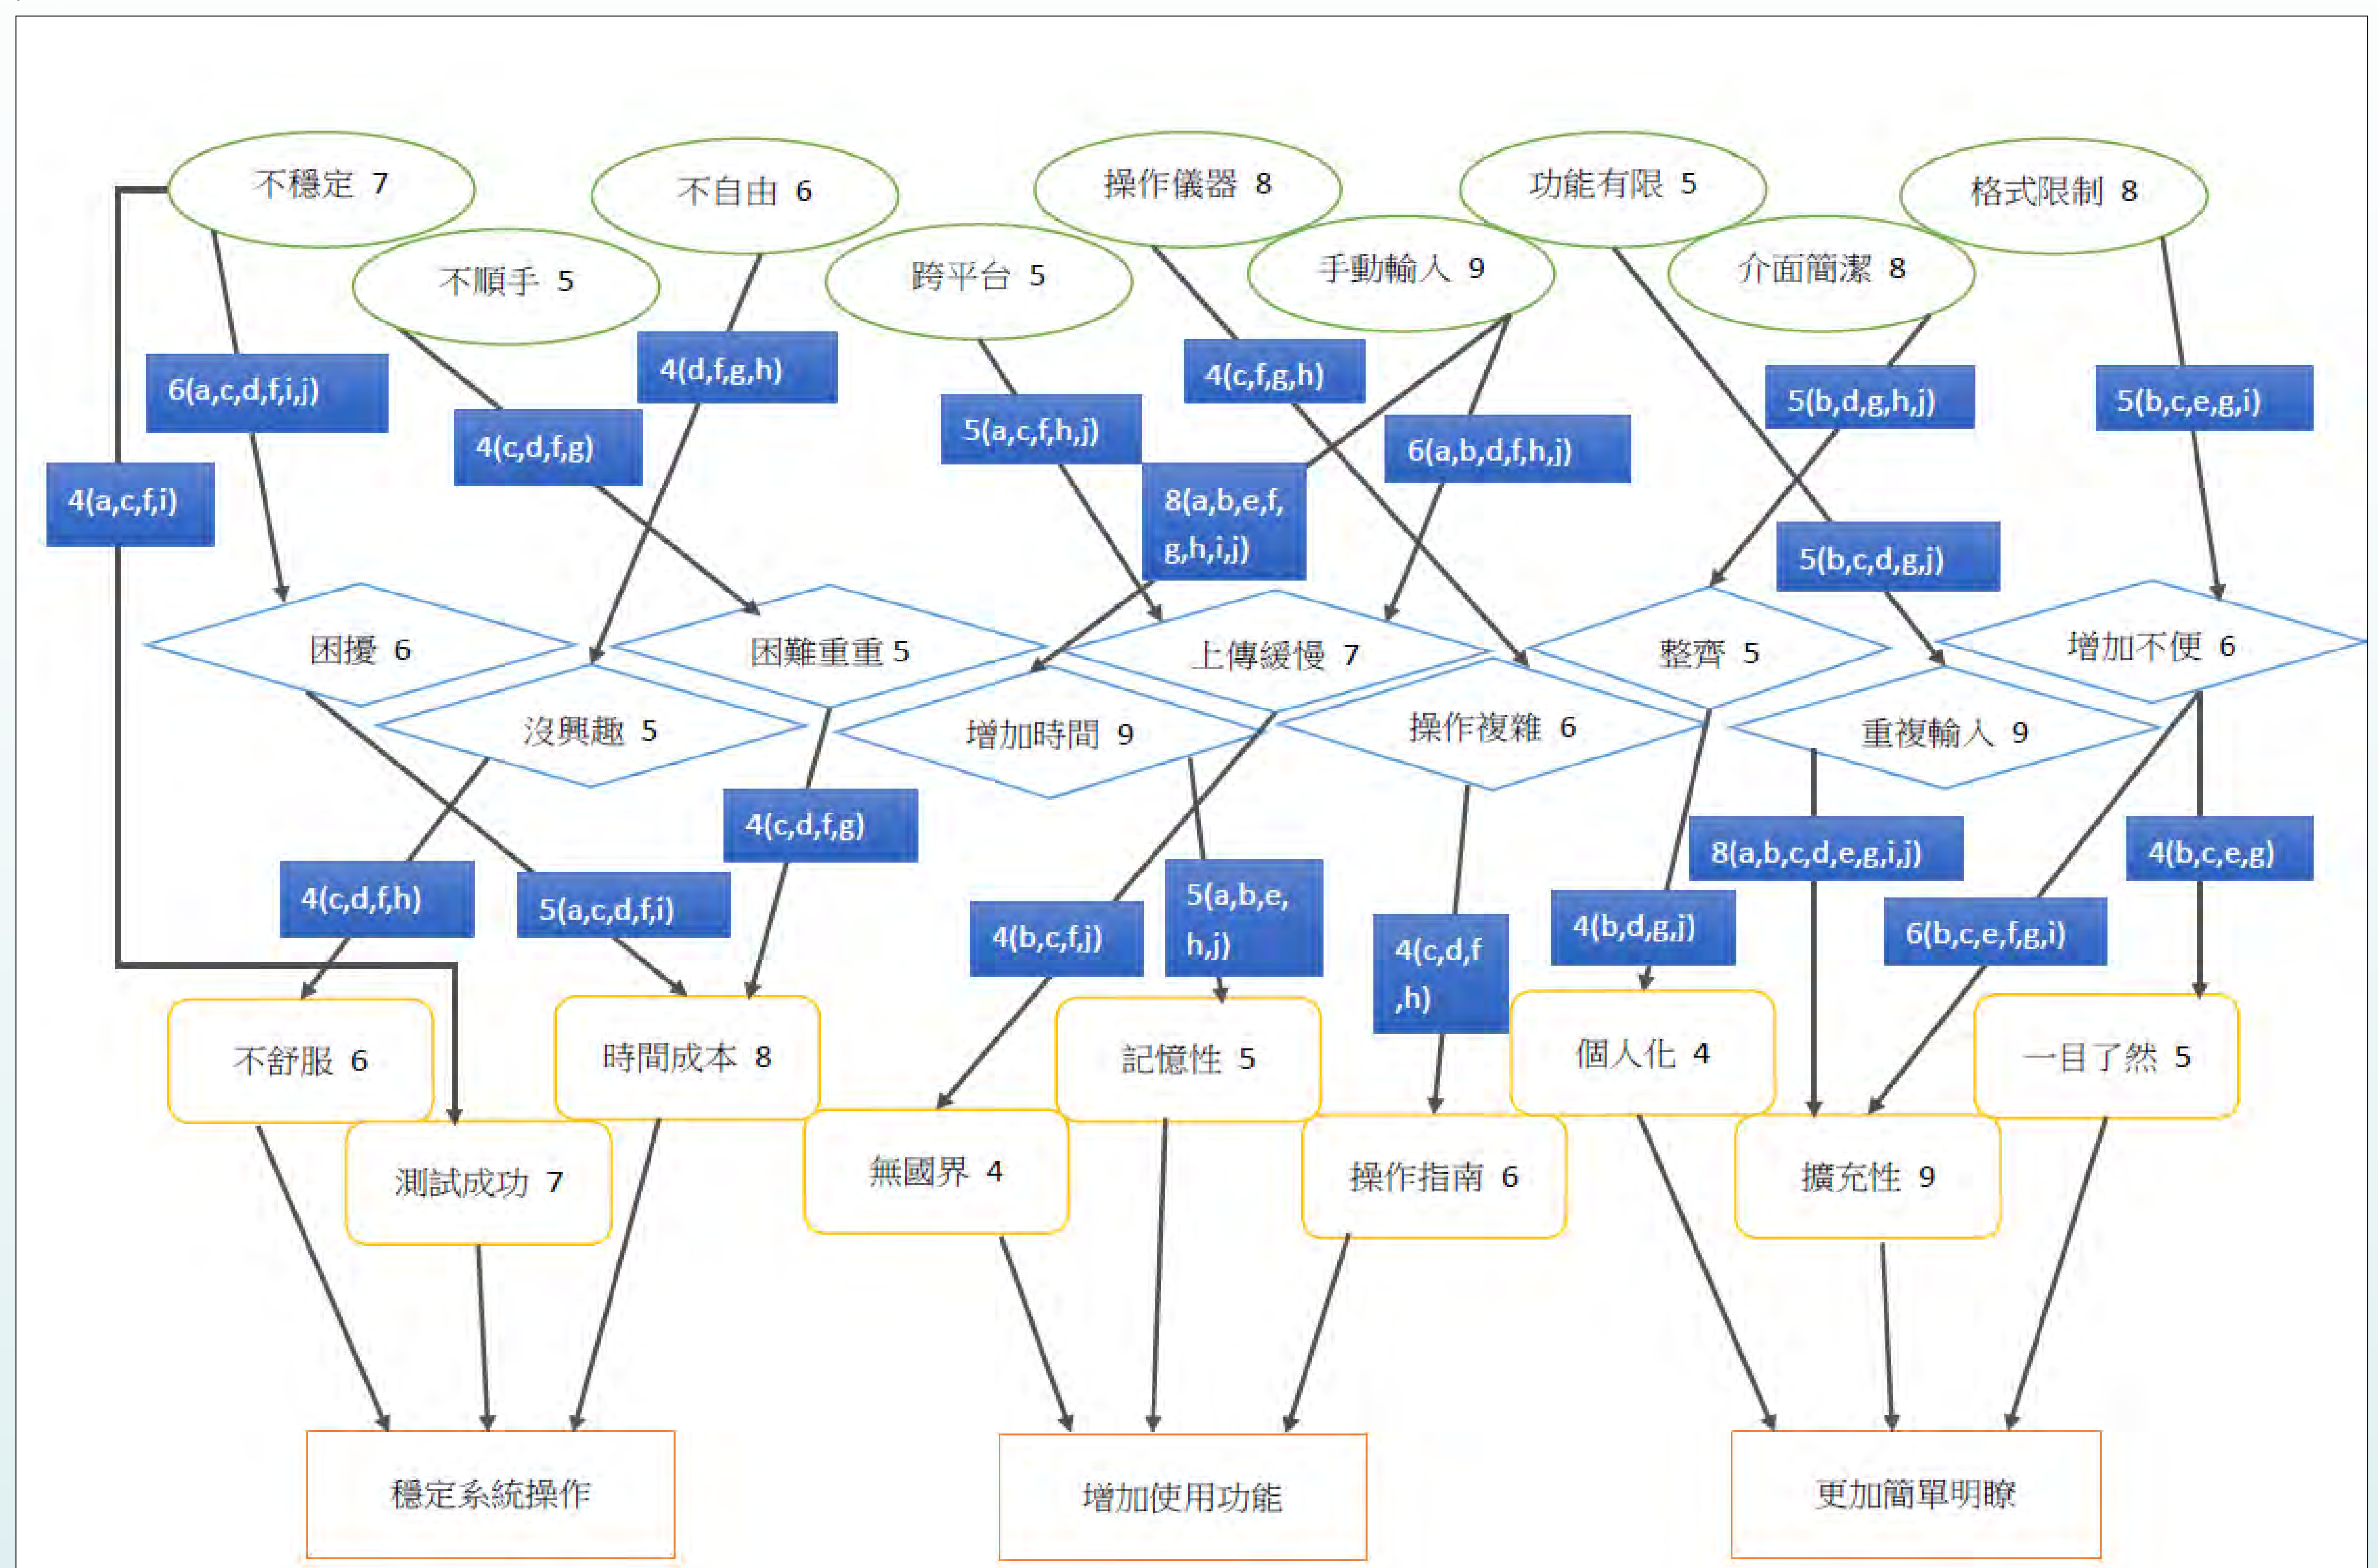 不穩定 7
不自由 6
操作儀器 8
功能有限 5
格式限制 8
不順手 5
跨平台 5
手動輸入 9
介面簡潔 8
6(a,c,d,f,i,j)
4(d,f,g,h)
4(c,f,g,h)
5(b,d,g,h,j)
5(b,c,e,g,i)
4(c,d,f,g)
5(a,c,f,h,j)
6(a,b,d,f,h,j)
4(a,c,f,i)
8(a,b,e,f,
g,h,i,j)
5(b,c,d,g,j)
困擾 6
困難重重 5
上傳緩慢 7
整齊 5
增加不便 6
沒興趣 5
增加時間 9
操作複雜 6
重複輸入 9
4(c,d,f,g)
8(a,b,c,d,e,g,i,j)
4(b,c,e,g)
4(c,d,f,h)
5(a,c,d,f,i)
4(b,c,f,j)
5(a,b,e,
h,j)
4(c,d,f
,h)
4(b,d,g,j)
6(b,c,e,f,g,i)
不舒服 6
時間成本 8
記憶性 5
個人化 4
一目了然 5
測試成功 7
無國界 4
操作指南 6
擴充性 9
穩定系統操作
增加使用功能
更加簡單明瞭